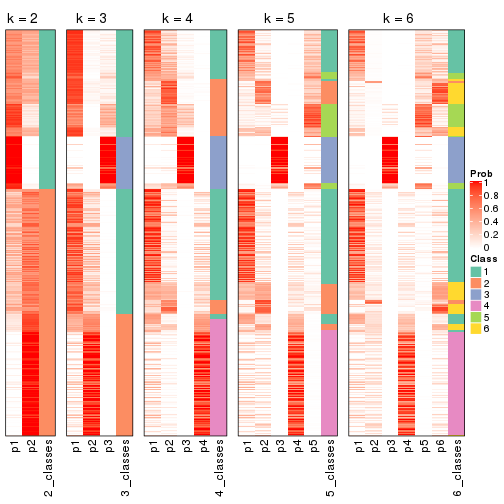 k = 2
k = 3
k = 4
k = 5
k = 6
Prob
1
0.8
0.6
0.4
0.2
0
Class
1
2
3
4
5
6
p1
p2
2_classes
p1
p2
p3
3_classes
p1
p2
p3
p4
4_classes
p1
p2
p3
p4
p5
5_classes
p1
p2
p3
p4
p5
p6
6_classes